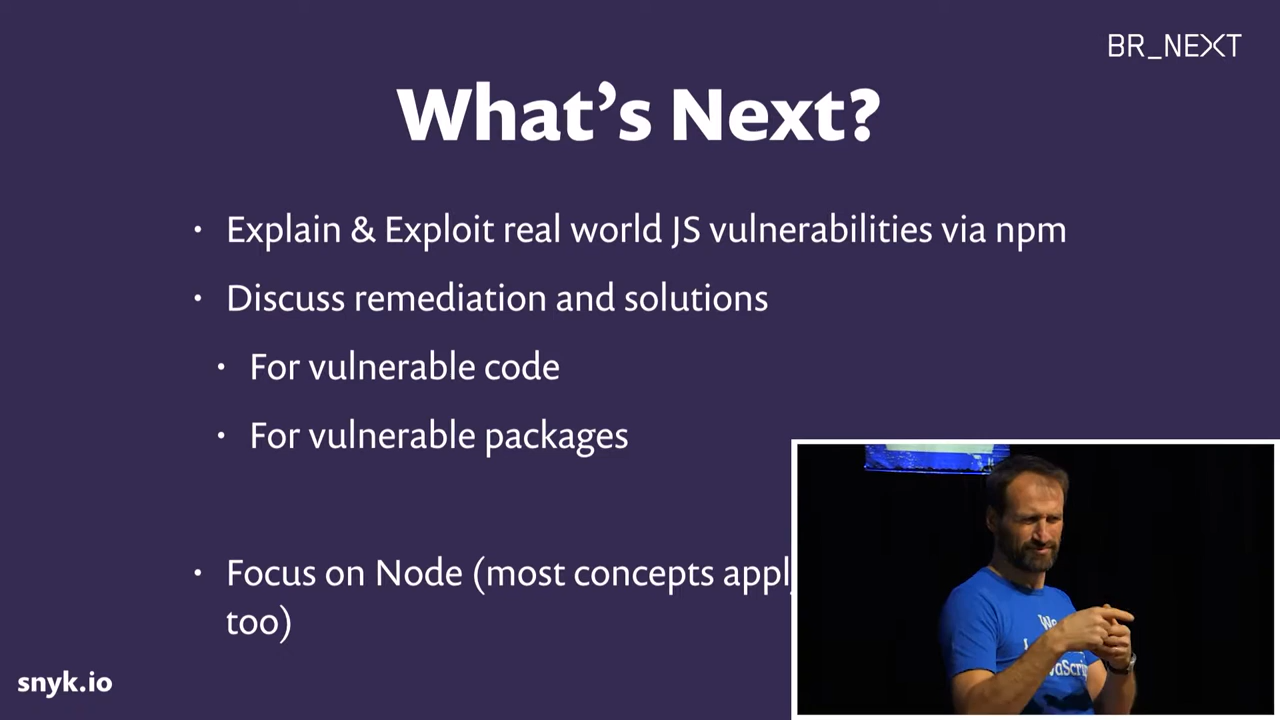 BR_NEXT
What's Next?
• Explain & Exploit real world JS vulnerabilities via npm
• Discuss remediation and solutions
• For vulnerable code
• For vulnerable packages
• Focus on Node (most concepts appl
too)
snyk.io
We